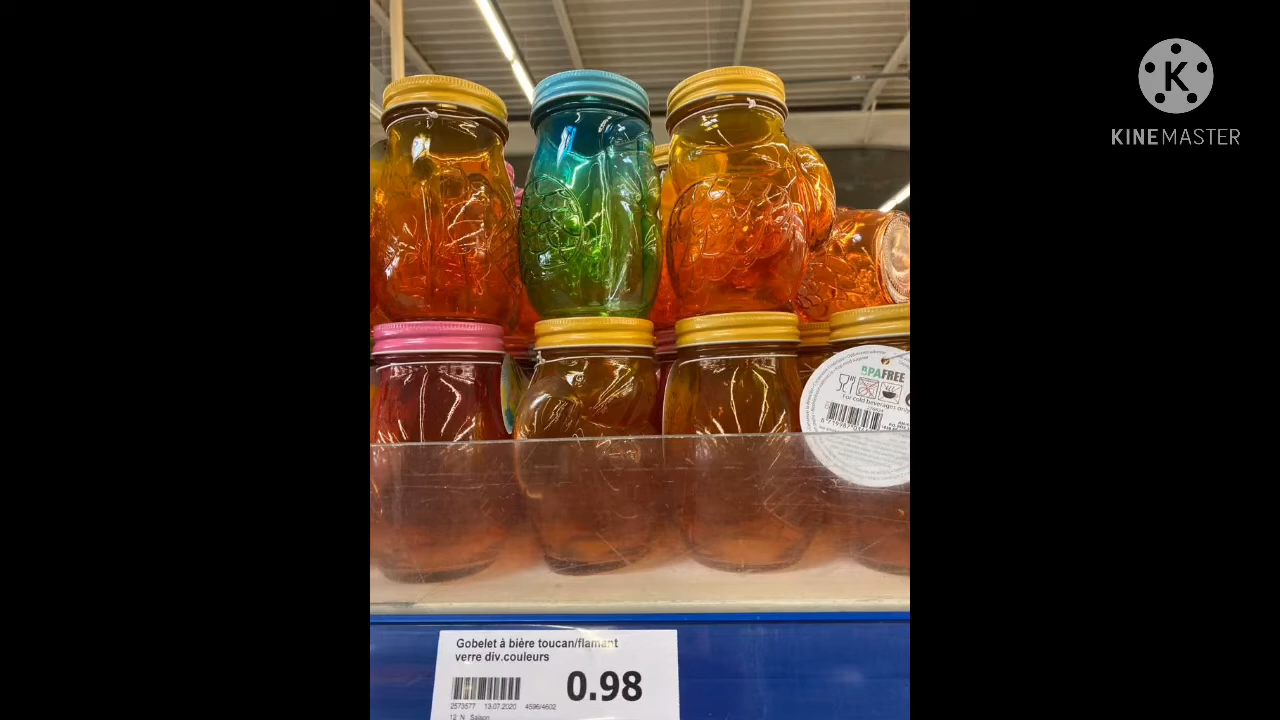 K
KINEMASTER
BPAFREE
For cold beverages only
Gobelet à bière toucan/flamant
verre div.couleurs
0.98
2573577 13.07.2020 4596/4602
12 N Saison